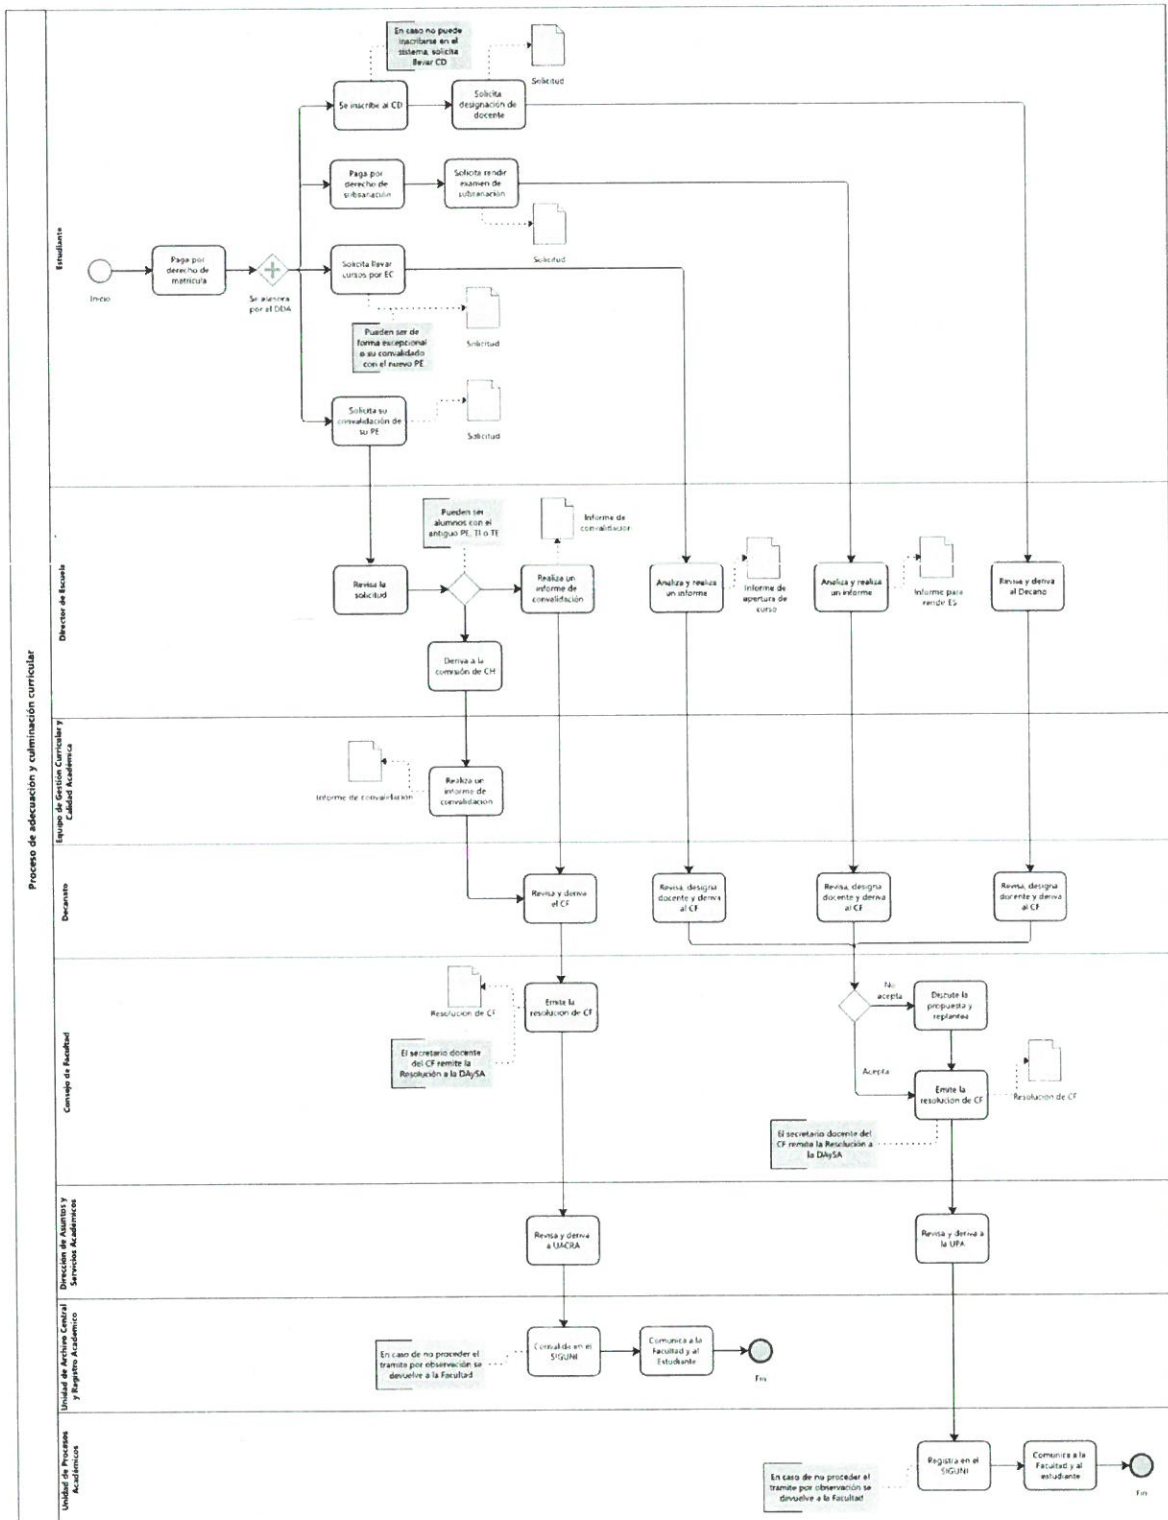 Proceso de adecuación y culminación curricular
Estudiante
En caso no puede
inscribirse en el
sistema, solicita
llevar CD
Solicitud
Se inscribe al CD
Solicita
designación de
docente
Paga por
derecho de
subsanación
Solicita rendir
examen de
subsanación
Solicitud
Inicio
Paga por
derecho de
matrícula
Se asesora
por el DDA
Solicita llevar
cursos por EC
Pueden ser de
forma excepcional
o su convalidado
con el nuevo PE
Solicitud
Solicita su
convalidación de
su PE
Solicitud
Director de Escuela
Pueden ser
alumnos con el
antiguo PE, TI o TE
Informe de
convalidación
Revisa la
solicitud
Realiza un
informe de
convalidación
Analiza y realiza
un informe
Informe de
apertura de
curso
Analiza y realiza
un informe
Informe para
rendir ES
Revisa y deriva
al Decano
Deriva a la
comisión de CH
Equipo de Gestión Curricular y
Calidad Académica
Informe de convalidación
Realiza un
informe de
convalidación
Decanato
Revisa y deriva
el CF
Revisa, designa
docente y deriva
al CF
Revisa, designa
docente y deriva
al CF
Revisa, designa
docente y deriva
al CF
Consejo de Facultad
Resolución de CF
Emite la
resolución de CF
El secretario docente
del CF remite la
Resolución a la DAySA
No
acepta
Discute la
propuesta y
replantea
Acepta
Emite la
resolución de CF
Resolución de CF
El secretario docente del
CF remite la Resolución a
la DAySA
Dirección de Asuntos y
Servicios Académicos
Revisa y deriva
a UACRA
Revisa y deriva a
la UPA
Unidad de Archivo Central
y Registro Académico
En caso de no proceder el
tramite por observación se
devuelve a la Facultad
Convalida en el
SIGUNI
Comunica a la
Facultad y al
Estudiante
Fin
Unidad de Procesos
Académicos
En caso de no proceder el
tramite por observación se
devuelve a la Facultad
Registra en el
SIGUNI
Comunica a la
Facultad y al
estudiante
Fin